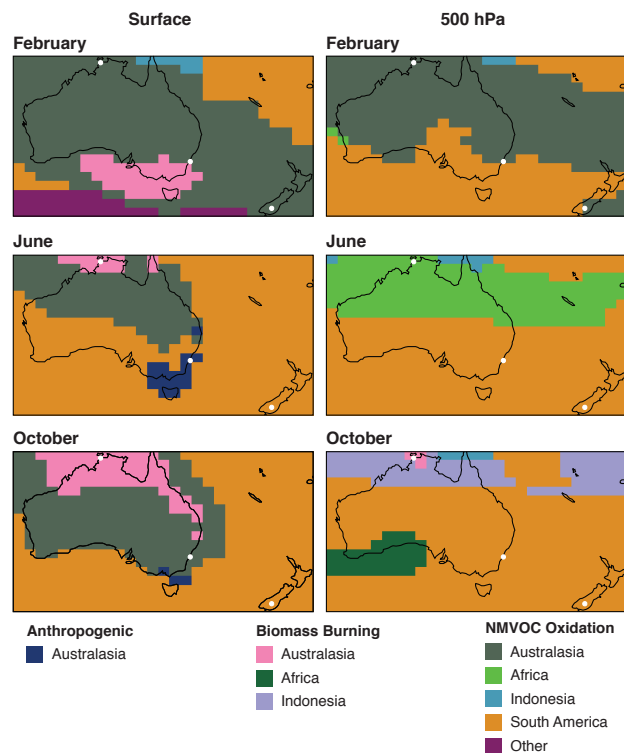 Surface
500 hPa
February
February
June
June
October
October
Anthropogenic
Australasia
Biomass Burning
Australasia
Africa
Indonesia
NMVOC Oxidation
Australasia
Africa
Indonesia
South America
Other